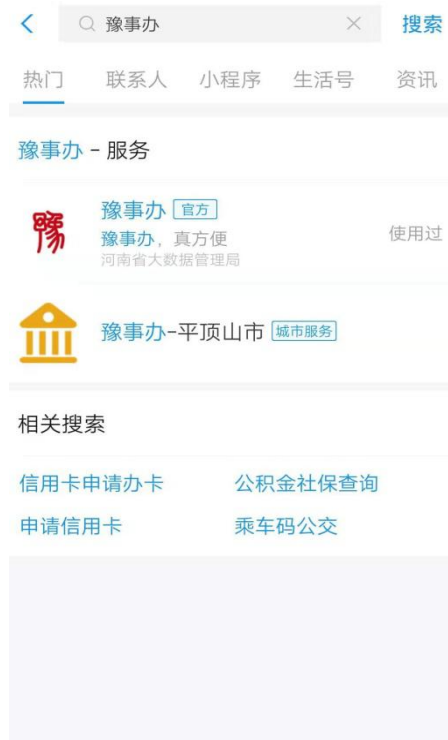 豫事办 搜索
热门 联系人 小程序 生活号 资讯
豫事办 - 服务
豫
豫事办 官方
豫事办，真方便 使用过
河南省大数据管理局
豫事办-平顶山市 城市服务
相关搜索
信用卡申请办卡 公积金社保查询
申请信用卡 乘车码公交